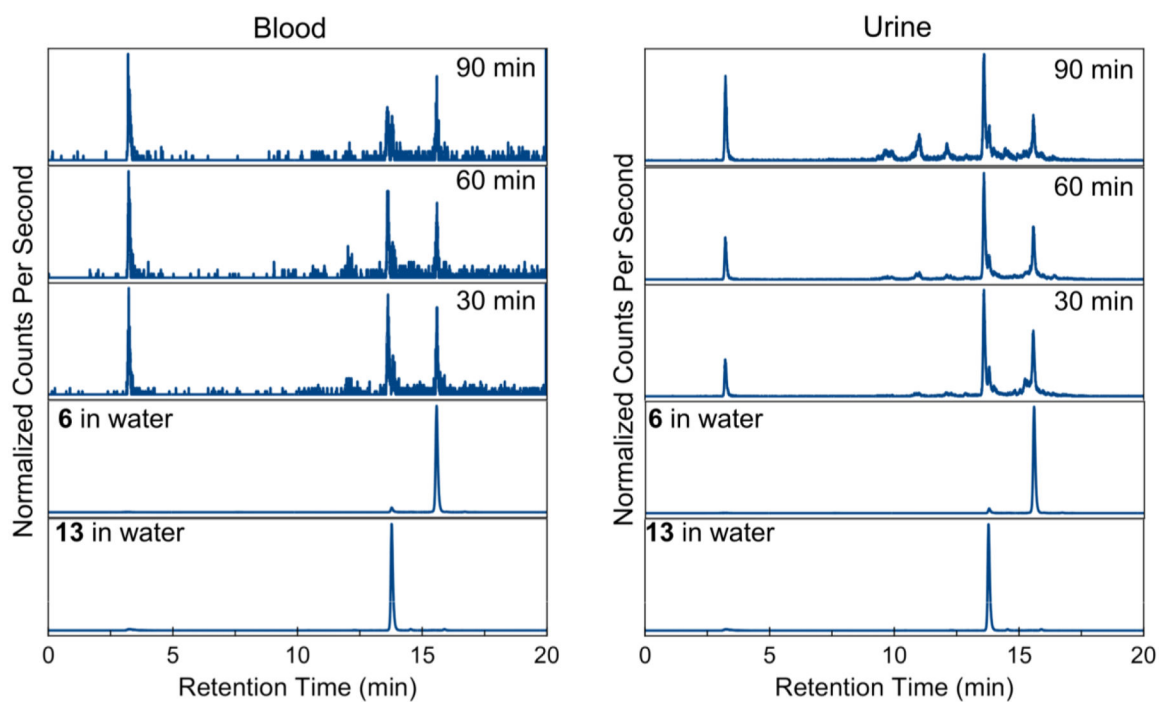 Blood
Normalized Counts Per Second
90 min
60 min
30 min
6 in water
13 in water
0 5 10 15 20
Retention Time (min)
Urine
Normalized Counts Per Second
90 min
60 min
30 min
6 in water
13 in water
0 5 10 15 20
Retention Time (min)